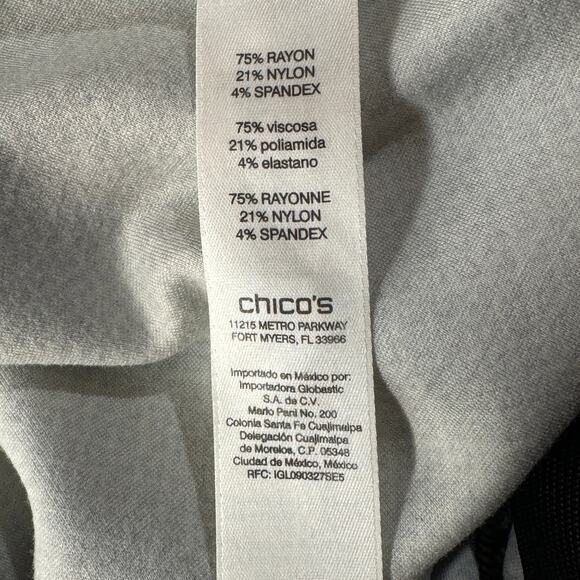 75% RAYON
21% NYLON
4% SPANDEX
75% viscosa
21% poliamida
4% elastano
75% RAYONNE
21% NYLON
4% SPANDEX
chico's
11215 METRO PARKWAY
FORT MYERS, FL 33966
Importado en México por:
Importadora Globastic
S.A. de C.V.
Mario Pani No. 200
Colonia Santa Fe Cuajimalpa
Delegación Cuajimalpa
de Morelos, C.P. 05348
Ciudad de México, México
RFC: IGL090327SE5